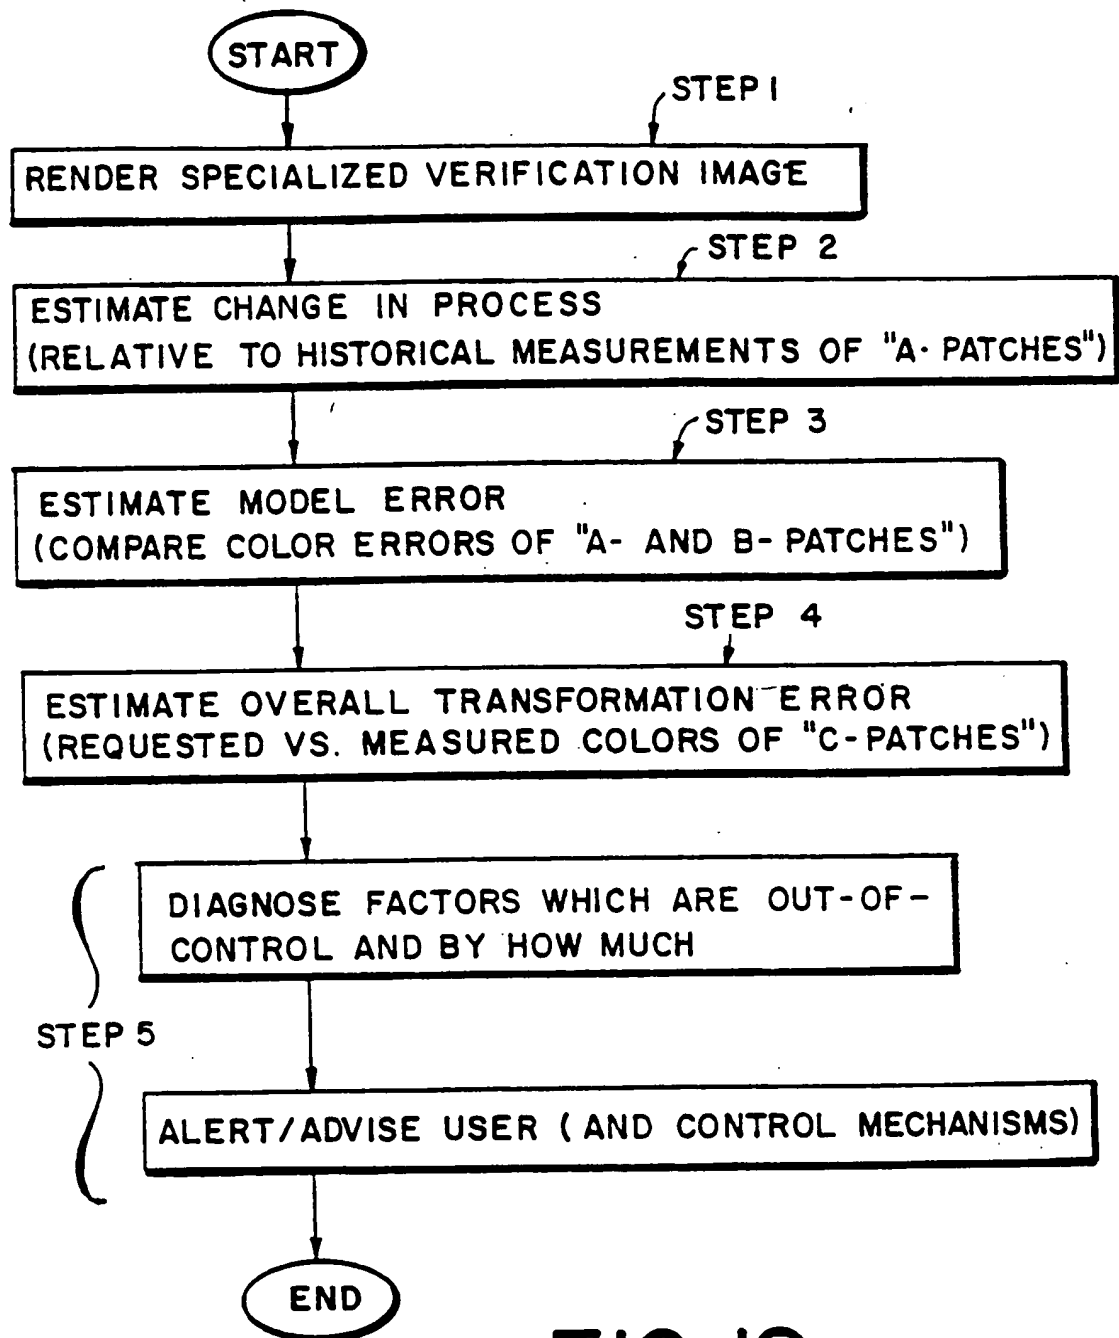 START
STEP 1
RENDER SPECIALIZED VERIFICATION IMAGE
STEP 2
ESTIMATE CHANGE IN PROCESS
(RELATIVE TO HISTORICAL MEASUREMENTS OF "A- PATCHES")
STEP 3
ESTIMATE MODEL ERROR
(COMPARE COLOR ERRORS OF "A- AND B- PATCHES")
STEP 4
ESTIMATE OVERALL TRANSFORMATION ERROR
(REQUESTED VS. MEASURED COLORS OF "C-PATCHES")
DIAGNOSE FACTORS WHICH ARE OUT-OF-
CONTROL AND BY HOW MUCH
STEP 5
ALERT/ADVISE USER ( AND CONTROL MECHANISMS)
END